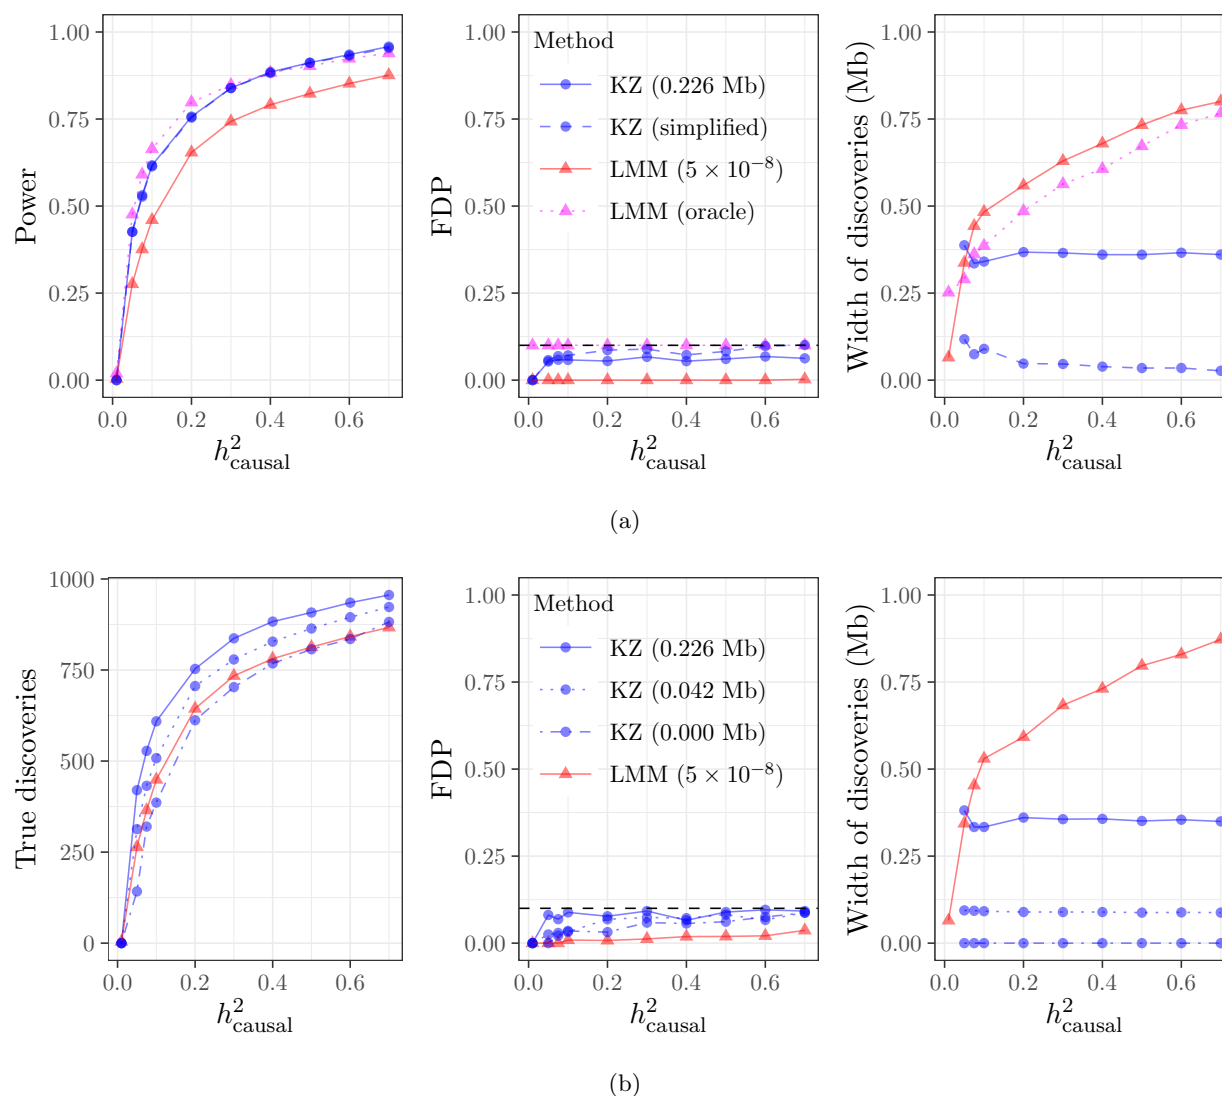 Power
1.00
0.75
0.50
0.25
0.00
0.0 0.2 0.4 0.6
h²causal
FDP
1.00
0.75
0.50
0.25
0.00
Method
KZ (0.226 Mb)
KZ (simplified)
LMM (5 × 10⁻⁸)
LMM (oracle)
0.0 0.2 0.4 0.6
h²causal
Width of discoveries (Mb)
1.00
0.75
0.50
0.25
0.00
0.0 0.2 0.4 0.6
h²causal
(a)
True discoveries
1000
750
500
250
0
0.0 0.2 0.4 0.6
h²causal
FDP
1.00
0.75
0.50
0.25
0.00
Method
KZ (0.226 Mb)
KZ (0.042 Mb)
KZ (0.000 Mb)
LMM (5 × 10⁻⁸)
0.0 0.2 0.4 0.6
h²causal
Width of discoveries (Mb)
1.00
0.75
0.50
0.25
0.00
0.0 0.2 0.4 0.6
h²causal
(b)